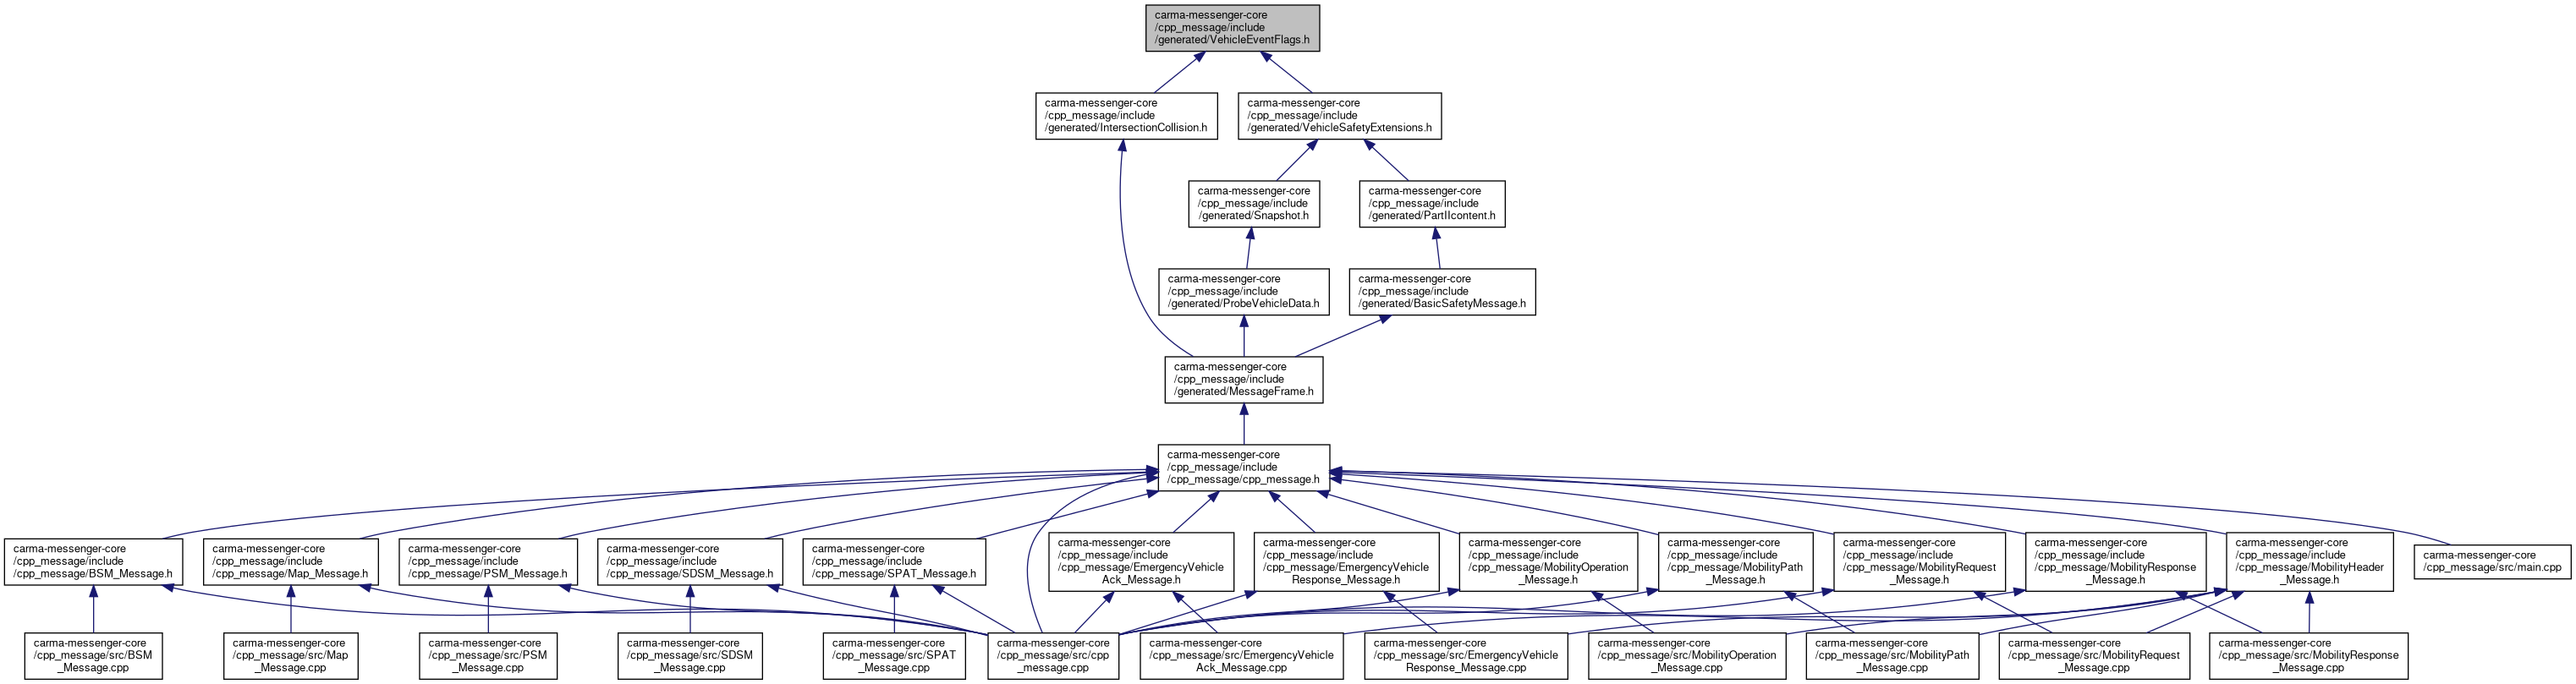 carma-messenger-core
/cpp_message/include
/generated/VehicleEventFlags.h
carma-messenger-core
/cpp_message/include
/generated/IntersectionCollision.h
carma-messenger-core
/cpp_message/include
/generated/VehicleSafetyExtensions.h
carma-messenger-core
/cpp_message/include
/generated/Snapshot.h
carma-messenger-core
/cpp_message/include
/generated/PartIIcontent.h
carma-messenger-core
/cpp_message/include
/generated/ProbeVehicleData.h
carma-messenger-core
/cpp_message/include
/generated/BasicSafetyMessage.h
carma-messenger-core
/cpp_message/include
/generated/MessageFrame.h
carma-messenger-core
/cpp_message/include
/cpp_message/cpp_message.h
carma-messenger-core
/cpp_message/include
/cpp_message/BSM_Message.h
carma-messenger-core
/cpp_message/include
/cpp_message/Map_Message.h
carma-messenger-core
/cpp_message/include
/cpp_message/PSM_Message.h
carma-messenger-core
/cpp_message/include
/cpp_message/SDSM_Message.h
carma-messenger-core
/cpp_message/include
/cpp_message/SPAT_Message.h
carma-messenger-core
/cpp_message/include
/cpp_message/EmergencyVehicle
Ack_Message.h
carma-messenger-core
/cpp_message/include
/cpp_message/EmergencyVehicle
Response_Message.h
carma-messenger-core
/cpp_message/include
/cpp_message/MobilityOperation
_Message.h
carma-messenger-core
/cpp_message/include
/cpp_message/MobilityPath
_Message.h
carma-messenger-core
/cpp_message/include
/cpp_message/MobilityRequest
_Message.h
carma-messenger-core
/cpp_message/include
/cpp_message/MobilityResponse
_Message.h
carma-messenger-core
/cpp_message/include
/cpp_message/MobilityHeader
_Message.h
carma-messenger-core
/cpp_message/src/main.cpp
carma-messenger-core
/cpp_message/src/BSM
_Message.cpp
carma-messenger-core
/cpp_message/src/Map
_Message.cpp
carma-messenger-core
/cpp_message/src/PSM
_Message.cpp
carma-messenger-core
/cpp_message/src/SDSM
_Message.cpp
carma-messenger-core
/cpp_message/src/SPAT
_Message.cpp
carma-messenger-core
/cpp_message/src/cpp
_message.cpp
carma-messenger-core
/cpp_message/src/EmergencyVehicle
Ack_Message.cpp
carma-messenger-core
/cpp_message/src/EmergencyVehicle
Response_Message.cpp
carma-messenger-core
/cpp_message/src/MobilityOperation
_Message.cpp
carma-messenger-core
/cpp_message/src/MobilityPath
_Message.cpp
carma-messenger-core
/cpp_message/src/MobilityRequest
_Message.cpp
carma-messenger-core
/cpp_message/src/MobilityResponse
_Message.cpp